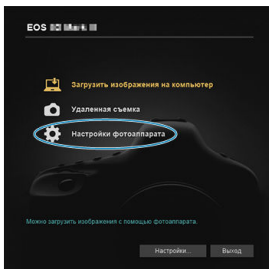 EOS
Загрузить изображения на компьютер
Удаленная съемка
Настройки фотоаппарата
Можно загрузить изображения с помощью фотоаппарата.
Настройки... Выход